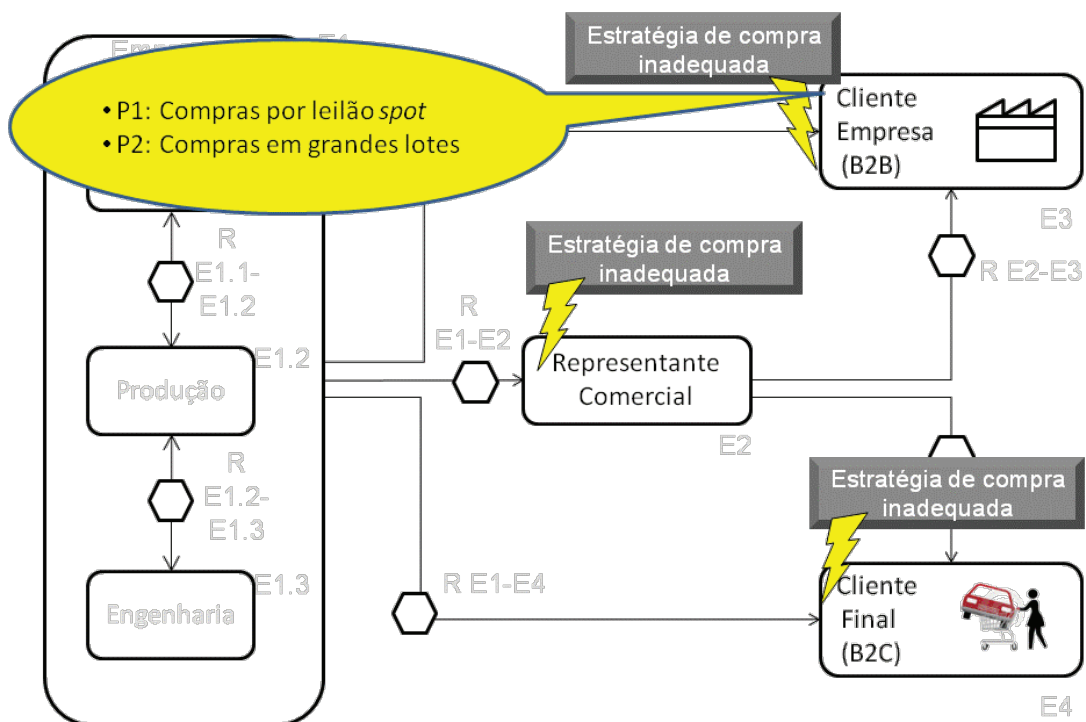 Estratégia de compra
inadequada
E1
• P1: Compras por leilão spot
• P2: Compras em grandes lotes
Cliente
Empresa
(B2B)
E3
R
E1.1-
E1.2
Estratégia de compra
inadequada
R E2-E3
R
E1-E2
E1.2
Produção
Representante
Comercial
E2
R
E1.2-
E1.3
Estratégia de compra
inadequada
E1.3
Engenharia
R E1-E4
Cliente
Final
(B2C)
E4